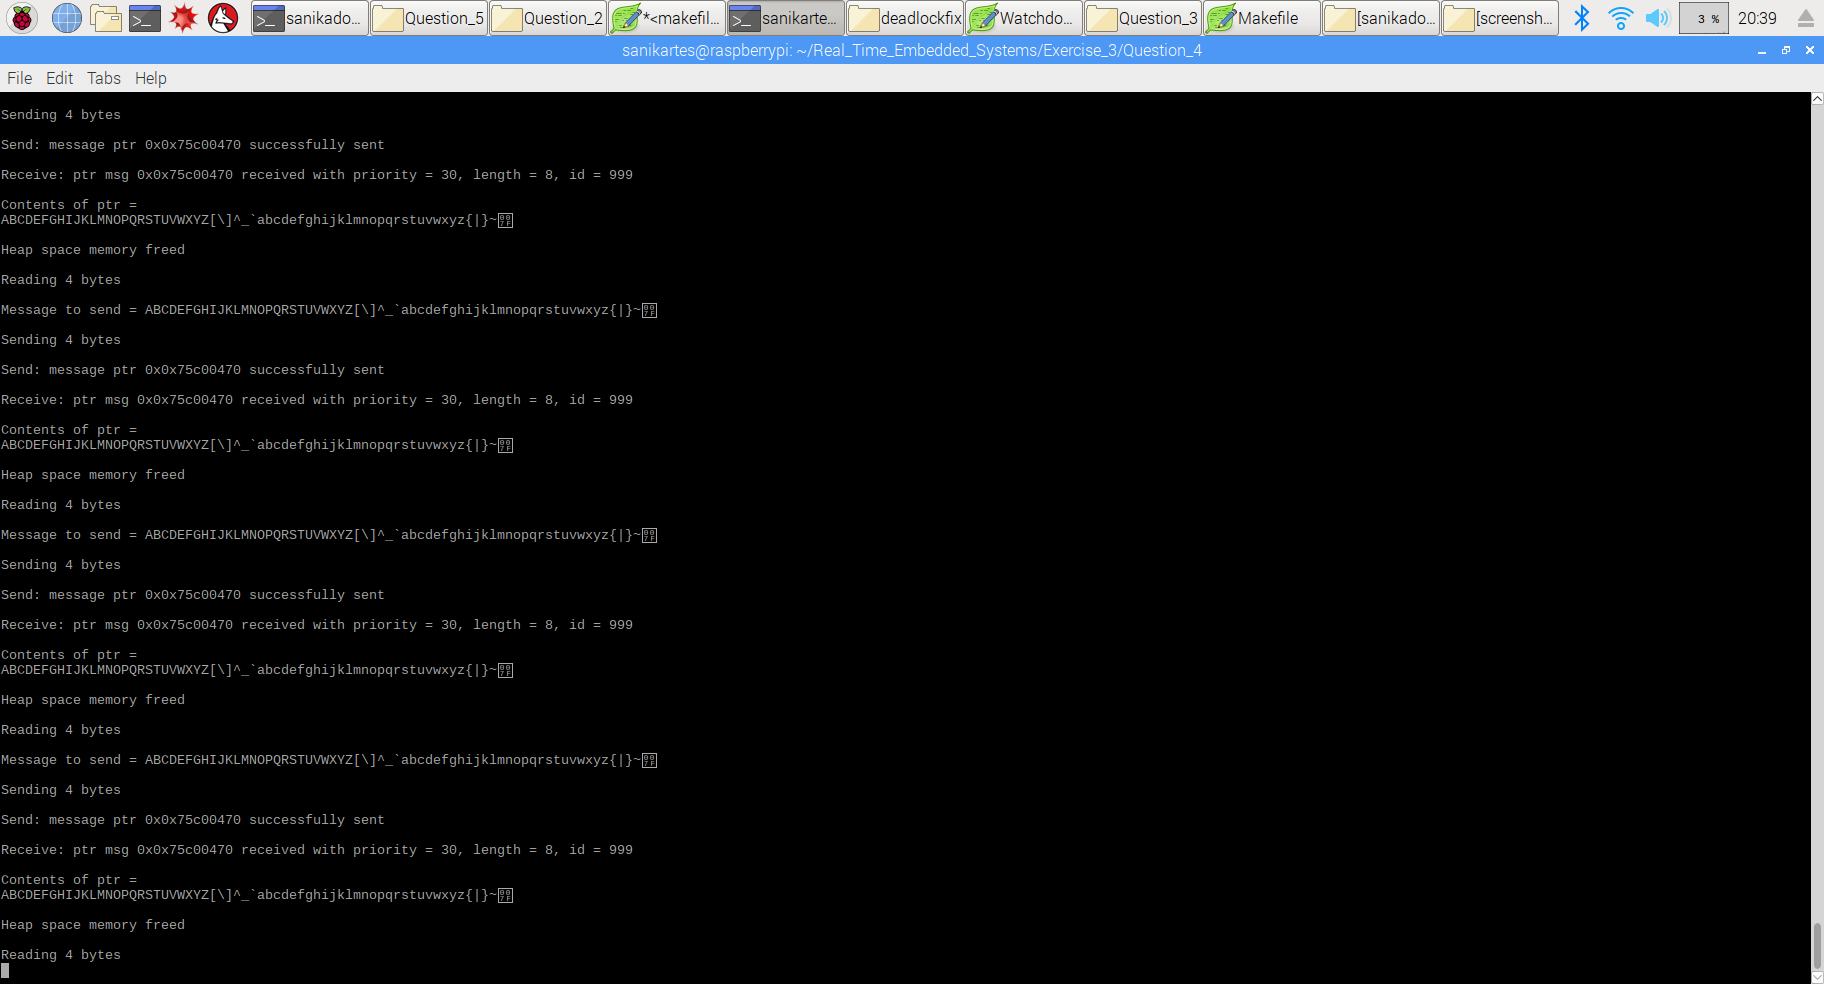 sanikado...
Question_5
Question_2
*<makefil...
sanikarte...
deadlockfix
Watchdo...
Question_3
Makefile
[sanikado...
[screensh...
3 %
20:39
sanikartes@raspberrypi: ~/Real_Time_Embedded_Systems/Exercise_3/Question_4
File Edit Tabs Help
Sending 4 bytes
Send: message ptr 0x0x75c00470 successfully sent
Receive: ptr msg 0x0x75c00470 received with priority = 30, length = 8, id = 999
Contents of ptr =
ABCDEFGHIJKLMNOPQRSTUVWXYZ[\]^_`abcdefghijklmnopqrstuvwxyz{|}~
Heap space memory freed
Reading 4 bytes
Message to send = ABCDEFGHIJKLMNOPQRSTUVWXYZ[\]^_`abcdefghijklmnopqrstuvwxyz{|}~
Sending 4 bytes
Send: message ptr 0x0x75c00470 successfully sent
Receive: ptr msg 0x0x75c00470 received with priority = 30, length = 8, id = 999
Contents of ptr =
ABCDEFGHIJKLMNOPQRSTUVWXYZ[\]^_`abcdefghijklmnopqrstuvwxyz{|}~
Heap space memory freed
Reading 4 bytes
Message to send = ABCDEFGHIJKLMNOPQRSTUVWXYZ[\]^_`abcdefghijklmnopqrstuvwxyz{|}~
Sending 4 bytes
Send: message ptr 0x0x75c00470 successfully sent
Receive: ptr msg 0x0x75c00470 received with priority = 30, length = 8, id = 999
Contents of ptr =
ABCDEFGHIJKLMNOPQRSTUVWXYZ[\]^_`abcdefghijklmnopqrstuvwxyz{|}~
Heap space memory freed
Reading 4 bytes
Message to send = ABCDEFGHIJKLMNOPQRSTUVWXYZ[\]^_`abcdefghijklmnopqrstuvwxyz{|}~
Sending 4 bytes
Send: message ptr 0x0x75c00470 successfully sent
Receive: ptr msg 0x0x75c00470 received with priority = 30, length = 8, id = 999
Contents of ptr =
ABCDEFGHIJKLMNOPQRSTUVWXYZ[\]^_`abcdefghijklmnopqrstuvwxyz{|}~
Heap space memory freed
Reading 4 bytes